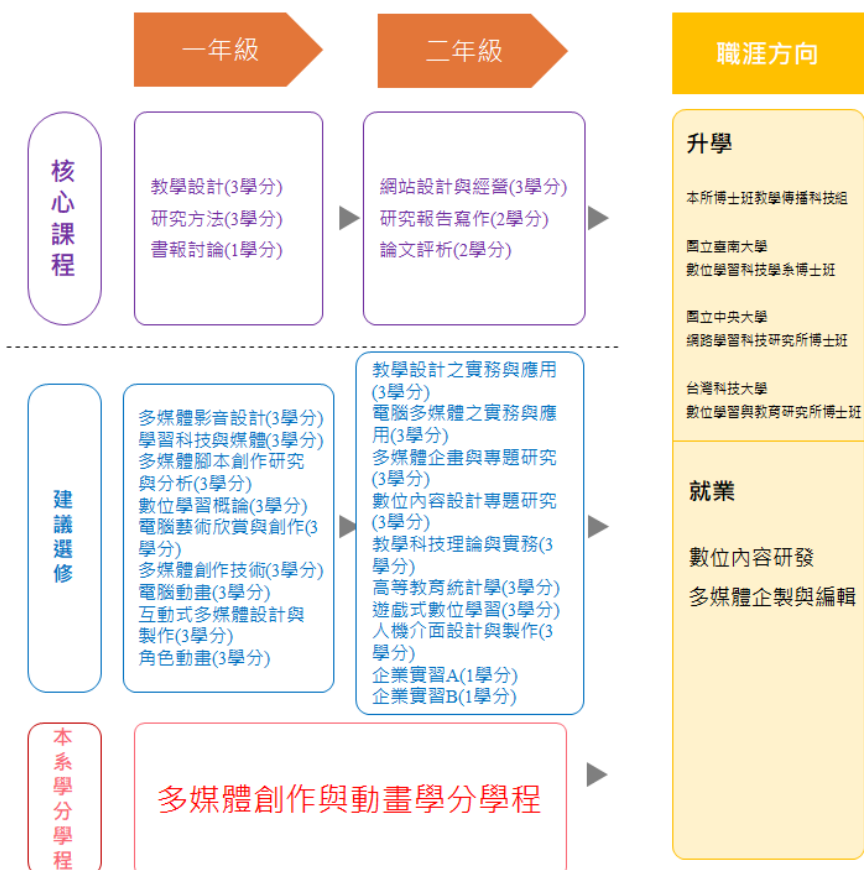 一年級
二年級
職涯方向
核
心
課
程
教學設計(3學分)
研究方法(3學分)
書報討論(1學分)
網站設計與經營(3學分)
研究報告寫作(2學分)
論文評析(2學分)
升學
本所博士班教學傳播科技組
國立臺南大學
數位學習科技學系博士班
國立中央大學
網路學習科技研究所博士班
台灣科技大學
數位學習與教育研究所博士班
建
議
選
修
多媒體影音設計(3學分)
學習科技與媒體(3學分)
多媒體腳本創作研究
與分析(3學分)
數位學習概論(3學分)
電腦藝術欣賞與創作(3
學分)
多媒體創作技術(3學分)
電腦動畫(3學分)
互動式多媒體設計與
製作(3學分)
角色動畫(3學分)
教學設計之實務與應用
(3學分)
電腦多媒體之實務與應
用(3學分)
多媒體企畫與專題研究
(3學分)
數位內容設計專題研究
(3學分)
教學科技理論與實務(3
學分)
高等教育統計學(3學分)
遊戲式數位學習(3學分)
人機介面設計與製作(3
學分)
企業實習A(1學分)
企業實習B(1學分)
就業
數位內容研發
多媒體企製與編輯
本
系
學
分
學
程
多媒體創作與動畫學分學程